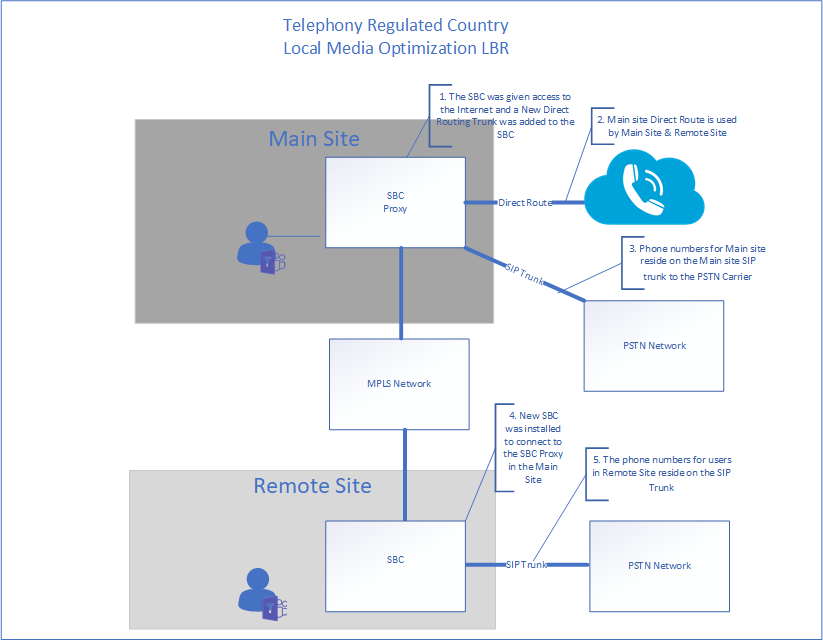 Telephony Regulated Country
Local Media Optimization LBR
1. The SBC was given access to
the Internet and a New Direct
Routing Trunk was added to the
SBC
2. Main site Direct Route is used
by Main Site & Remote Site
Main Site
SBC
Proxy
Direct Route
3. Phone numbers for Main site
reside on the Main site SIP
trunk to the PSTN Carrier
SIP Trunk
PSTN Network
MPLS Network
4. New SBC
was installed
to connect to
the SBC Proxy
in the Main
Site
5. The phone numbers for users
in Remote Site reside on the SIP
Trunk
Remote Site
SBC
SIP Trunk
PSTN Network